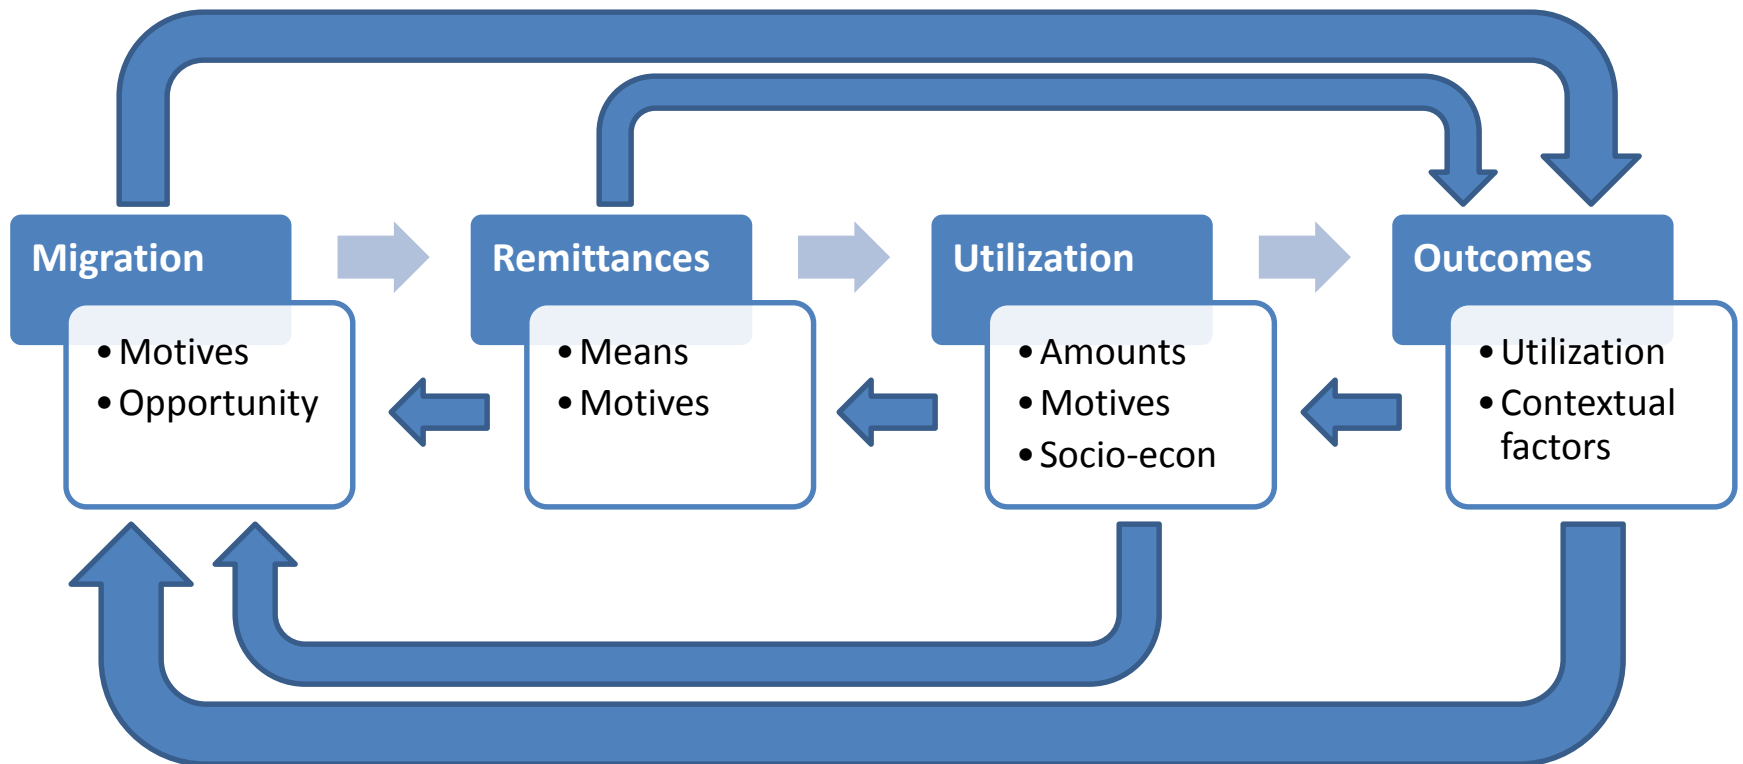 Migration
• Motives
• Opportunity
Remittances
• Means
• Motives
Utilization
• Amounts
• Motives
• Socio-econ
Outcomes
• Utilization
• Contextual
factors